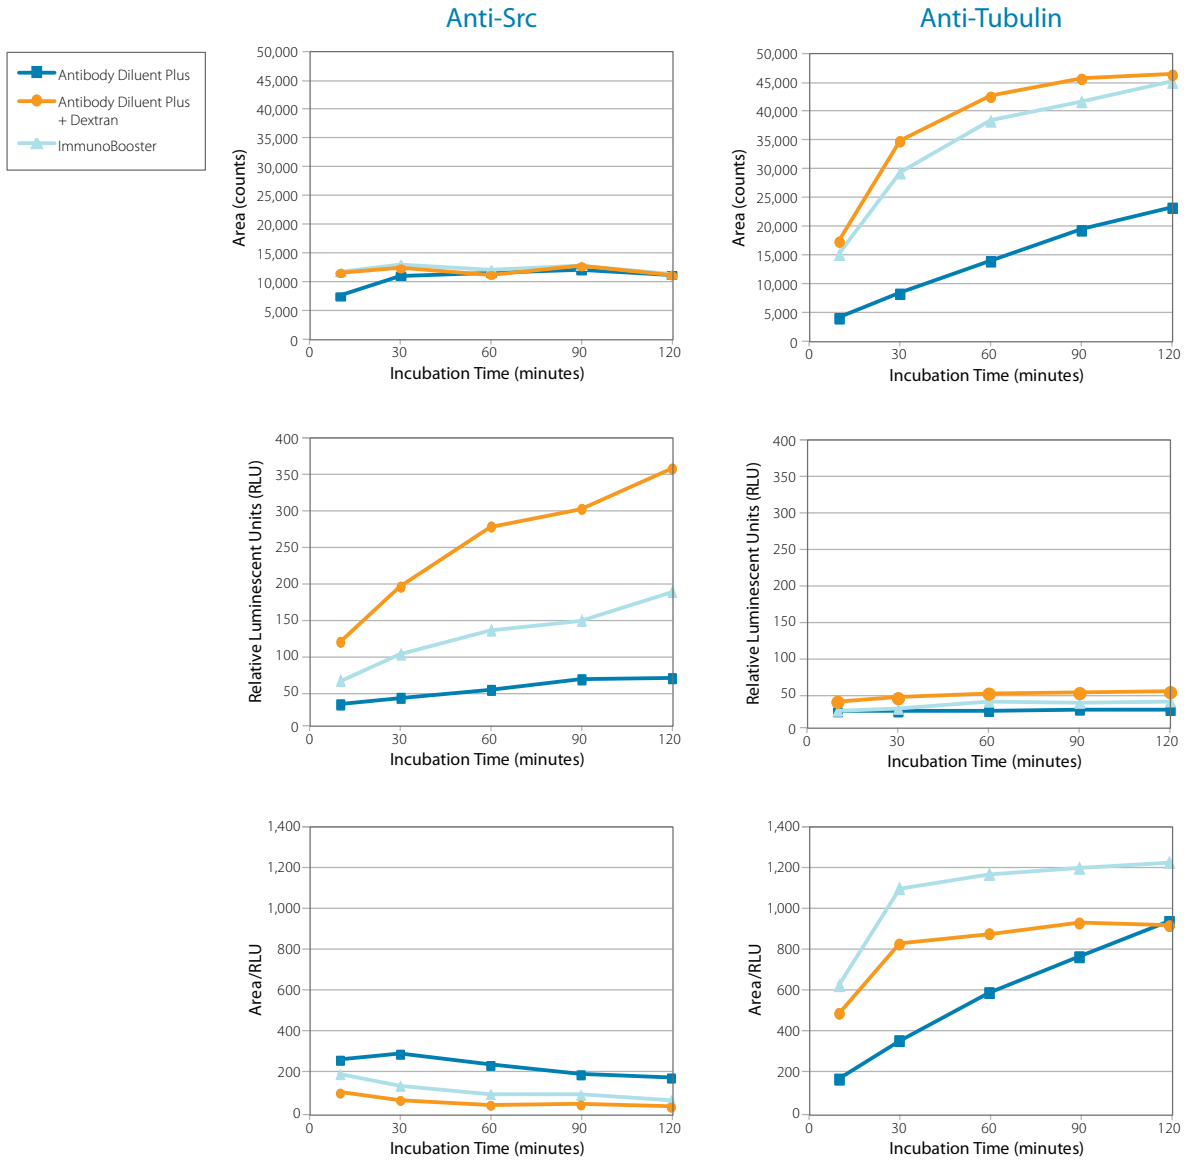 Anti-Src
Anti-Tubulin
Antibody Diluent Plus
Antibody Diluent Plus
+ Dextran
ImmunoBooster
50,000
45,000
40,000
35,000
30,000
25,000
20,000
15,000
10,000
5,000
0
Area (counts)
0 30 60 90 120
Incubation Time (minutes)
50,000
45,000
40,000
35,000
30,000
25,000
20,000
15,000
10,000
5,000
0
Area (counts)
0 30 60 90 120
Incubation Time (minutes)
400
350
300
250
200
150
100
50
0
Relative Luminescent Units (RLU)
0 30 60 90 120
Incubation Time (minutes)
400
350
300
250
200
150
100
50
0
Relative Luminescent Units (RLU)
0 30 60 90 120
Incubation Time (minutes)
1,400
1,200
1,000
800
600
400
200
0
Area/RLU
0 30 60 90 120
Incubation Time (minutes)
1,400
1,200
1,000
800
600
400
200
0
Area/RLU
0 30 60 90 120
Incubation Time (minutes)